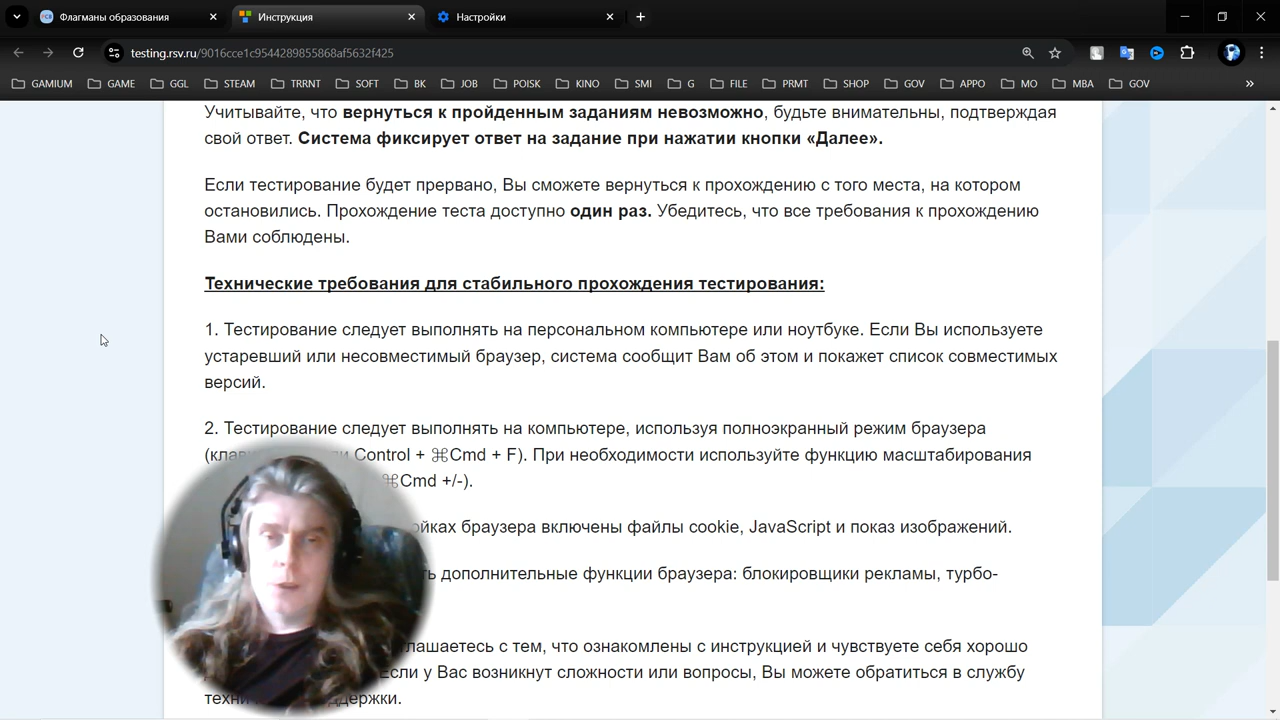 Флагманы образования
Инструкция
Настройки
testing.rsv.ru/9016cce1c9544289855868af5632f425
GAMIUM
GAME
GGL
STEAM
TRRNT
SOFT
BK
JOB
POISK
KINO
SMI
G
FILE
PRMT
SHOP
GOV
APPO
MO
MBA
GOV
Учитывайте, что вернуться к пройденным заданиям невозможно, будьте внимательны, подтверждая
свой ответ. Система фиксирует ответ на задание при нажатии кнопки «Далее».
Если тестирование будет прервано, Вы сможете вернуться к прохождению с того места, на котором
остановились. Прохождение теста доступно один раз. Убедитесь, что все требования к прохождению
Вами соблюдены.
Технические требования для стабильного прохождения тестирования:
1. Тестирование следует выполнять на персональном компьютере или ноутбуке. Если Вы используете
устаревший или несовместимый браузер, система сообщит Вам об этом и покажет список совместимых
версий.
2. Тестирование следует выполнять на компьютере, используя полноэкранный режим браузера
Control + ⌘Cmd + F). При необходимости используйте функцию масштабирования
⌘Cmd +/-).
браузера включены файлы cookie, JavaScript и показ изображений.
дополнительные функции браузера: блокировщики рекламы, турбо-
с тем, что ознакомлены с инструкцией и чувствуете себя хорошо
Если у Вас возникнут сложности или вопросы, Вы можете обратиться в службу